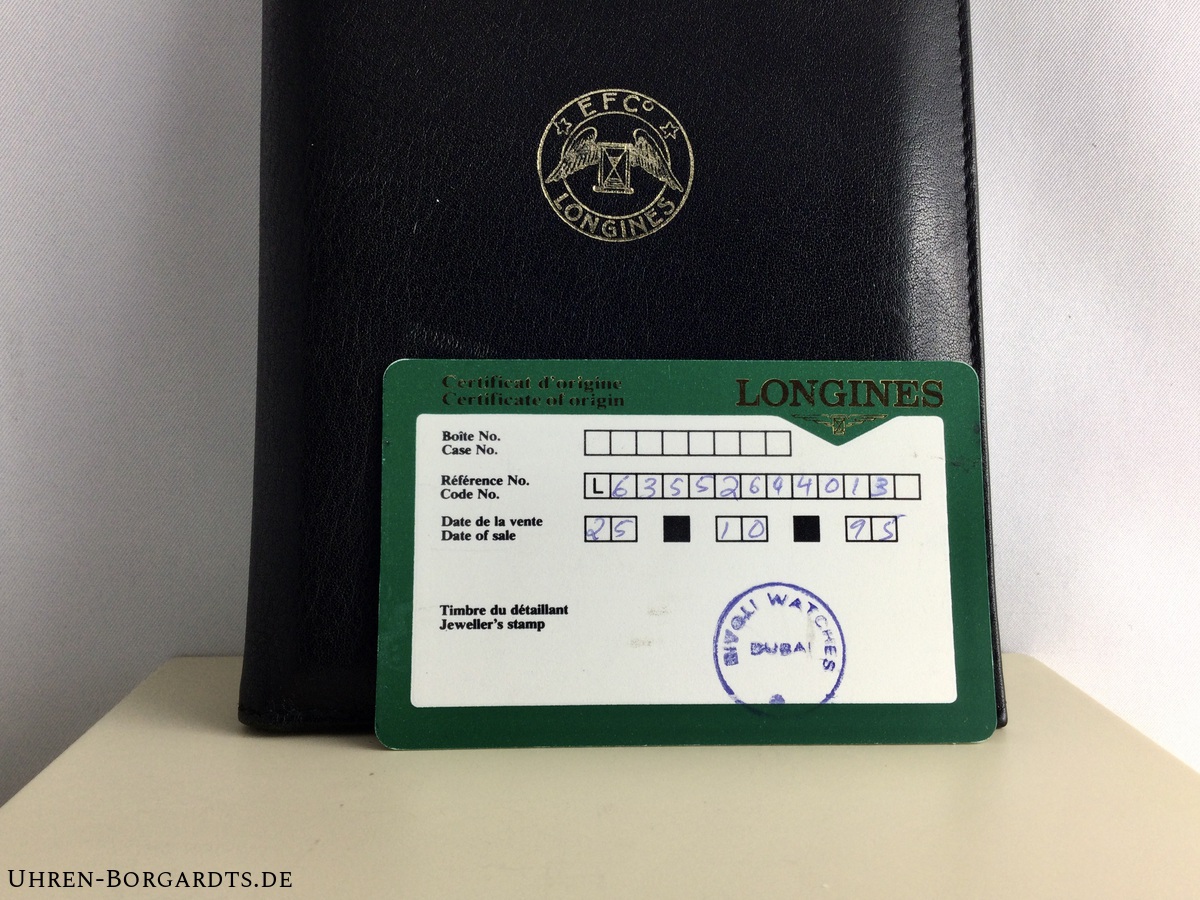 EFCo
LONGINES
Certificat d'origine
Certificate of origin
LONGINES
Boîte No.
Case No.
Référence No.
Code No.
L63552694013
Date de la vente
Date of sale
25 10 95
Timbre du détaillant
Jeweller's stamp
RIVOLI WATCHES
DUBAI
UHREN-BORGARDTS.DE